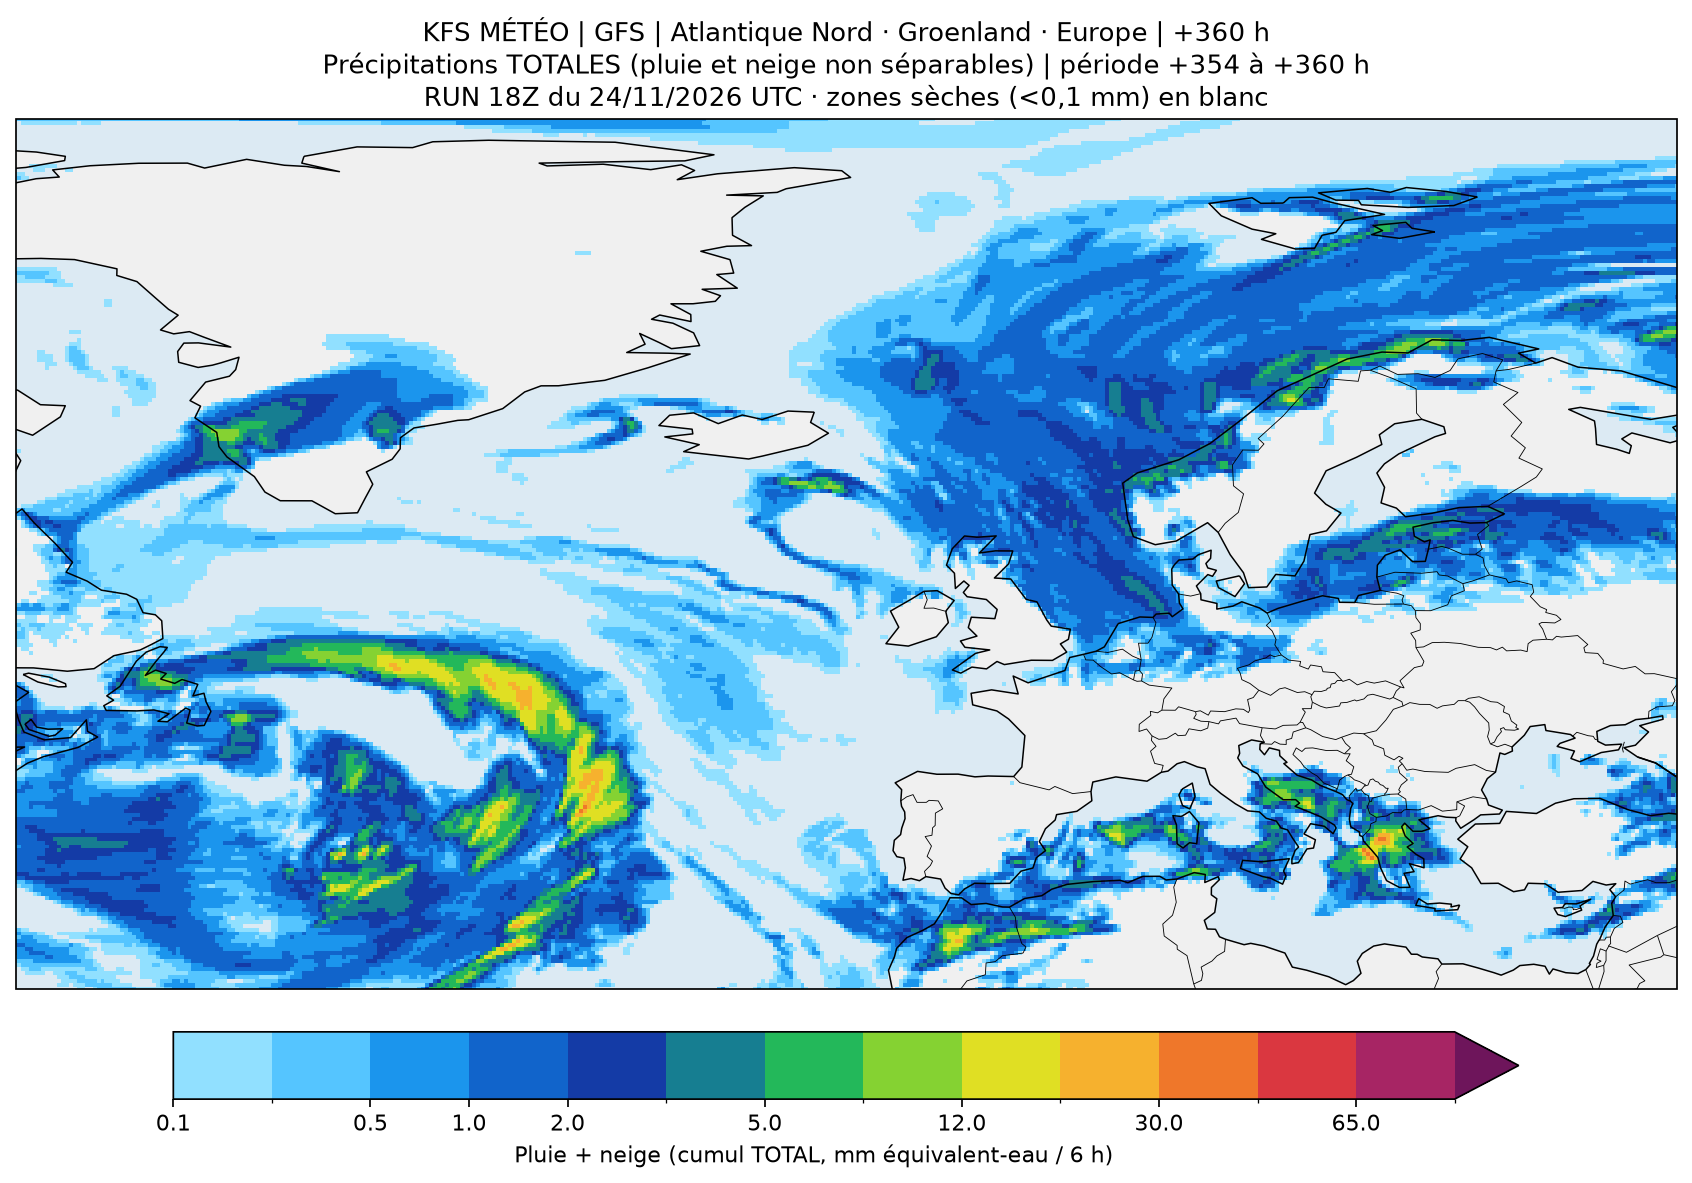 KFS MÉTÉO | GFS | Atlantique Nord · Groenland · Europe | +360 h
Précipitations TOTALES (pluie et neige non séparables) | période +354 à +360 h
RUN 18Z du 24/11/2026 UTC · zones sèches (<0,1 mm) en blanc
0.1 0.5 1.0 2.0 5.0 12.0 30.0 65.0
Pluie + neige (cumul TOTAL, mm équivalent-eau / 6 h)